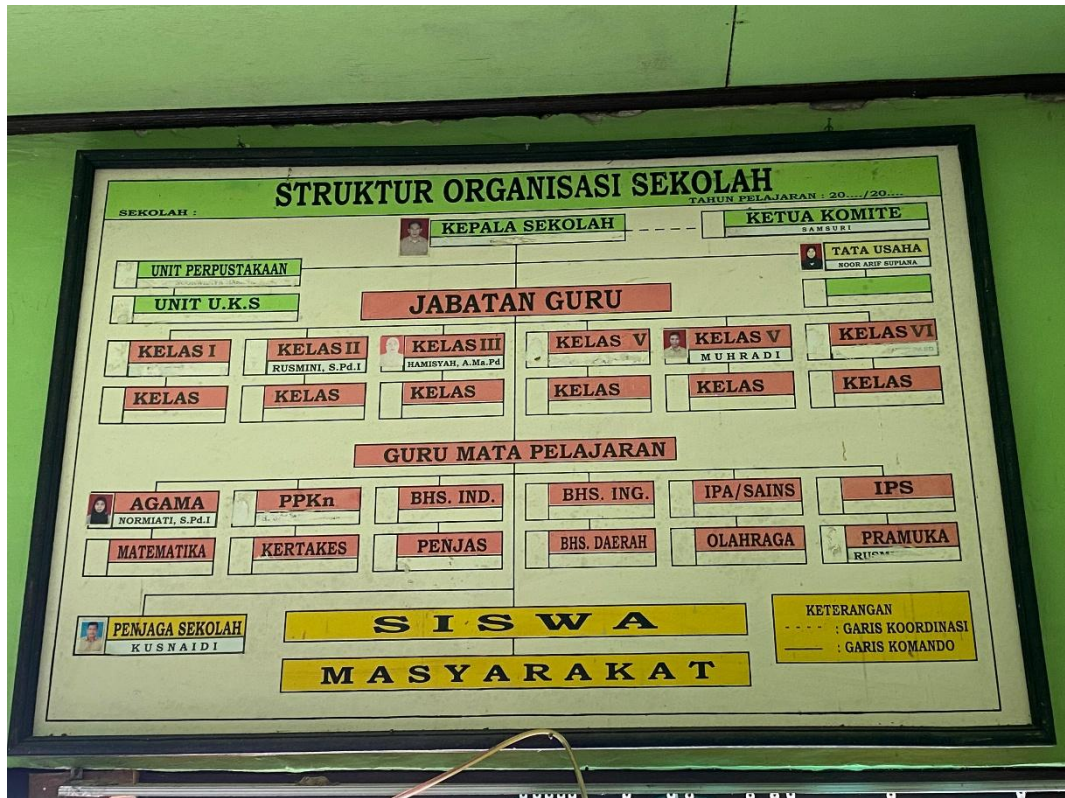 STRUKTUR ORGANISASI SEKOLAH
SEKOLAH :
TAHUN PELAJARAN : 20..../20....
KEPALA SEKOLAH
KETUA KOMITE
SAMSURI
TATA USAHA
NOOR ARIF SUPIANA
UNIT PERPUSTAKAAN
UNIT U.K.S
JABATAN GURU
KELAS I
KELAS II
RUSMINI, S.Pd.I
KELAS III
HAMISYAH, A.Ma.Pd
KELAS V
KELAS V
MUHRADI
KELAS VI
KELAS
KELAS
KELAS
KELAS
KELAS
KELAS
GURU MATA PELAJARAN
AGAMA
NORMIATI, S.Pd.I
PPKn
BHS. IND.
BHS. ING.
IPA/SAINS
IPS
MATEMATIKA
KERTAKES
PENJAS
BHS. DAERAH
OLAHRAGA
PRAMUKA
PENJAGA SEKOLAH
KUSNAIDI
SISWA
MASYARAKAT
KETERANGAN
- - - - : GARIS KOORDINASI
——— : GARIS KOMANDO